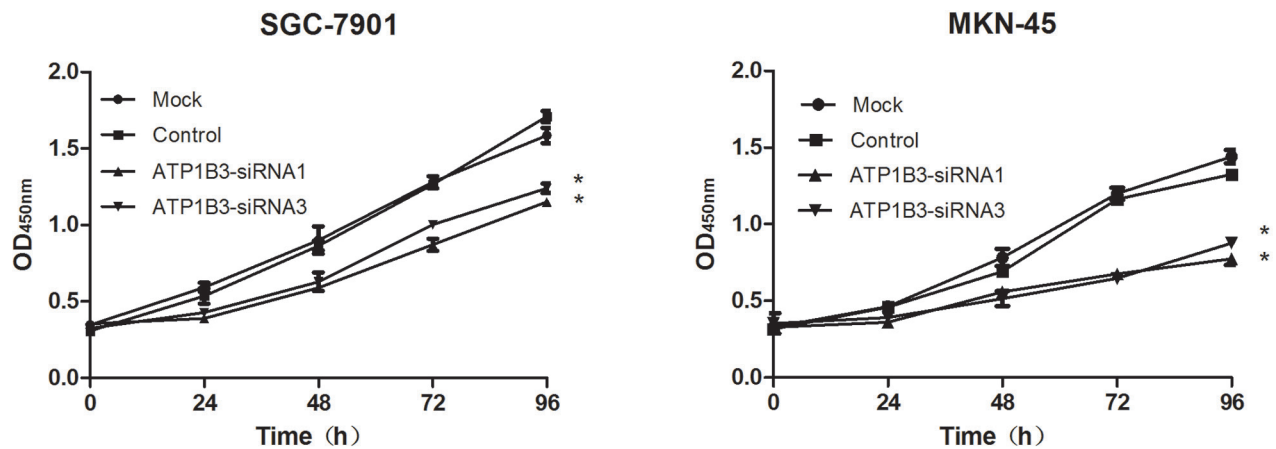 SGC-7901
2.0
1.5
1.0
0.5
0.0
OD450nm
Mock
Control
ATP1B3-siRNA1
ATP1B3-siRNA3
*
*
0 24 48 72 96
Time（h）
MKN-45
2.0
1.5
1.0
0.5
0.0
OD450nm
Mock
Control
ATP1B3-siRNA1
ATP1B3-siRNA3
*
*
0 24 48 72 96
Time（h）